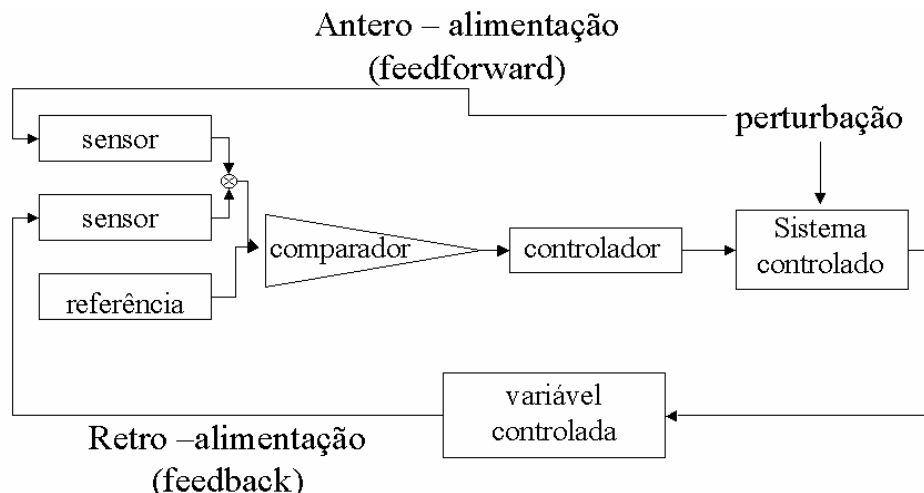 Antero – alimentação
(feedforward)
sensor
perturbação
sensor
comparador
controlador
Sistema
controlado
referência
variável
controlada
Retro –alimentação
(feedback)